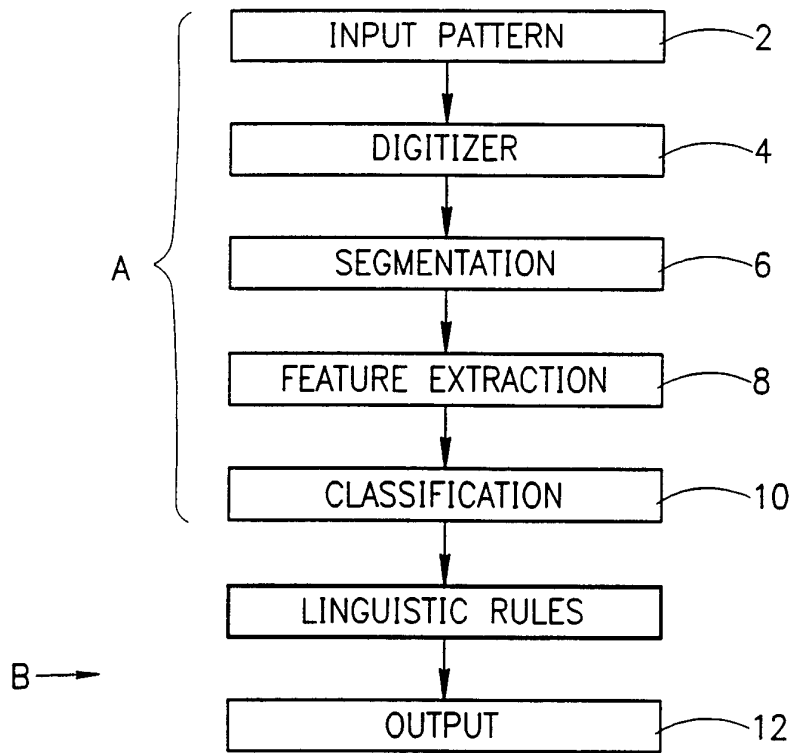 INPUT PATTERN 2
DIGITIZER 4
A SEGMENTATION 6
FEATURE EXTRACTION 8
CLASSIFICATION 10
LINGUISTIC RULES
B
OUTPUT 12